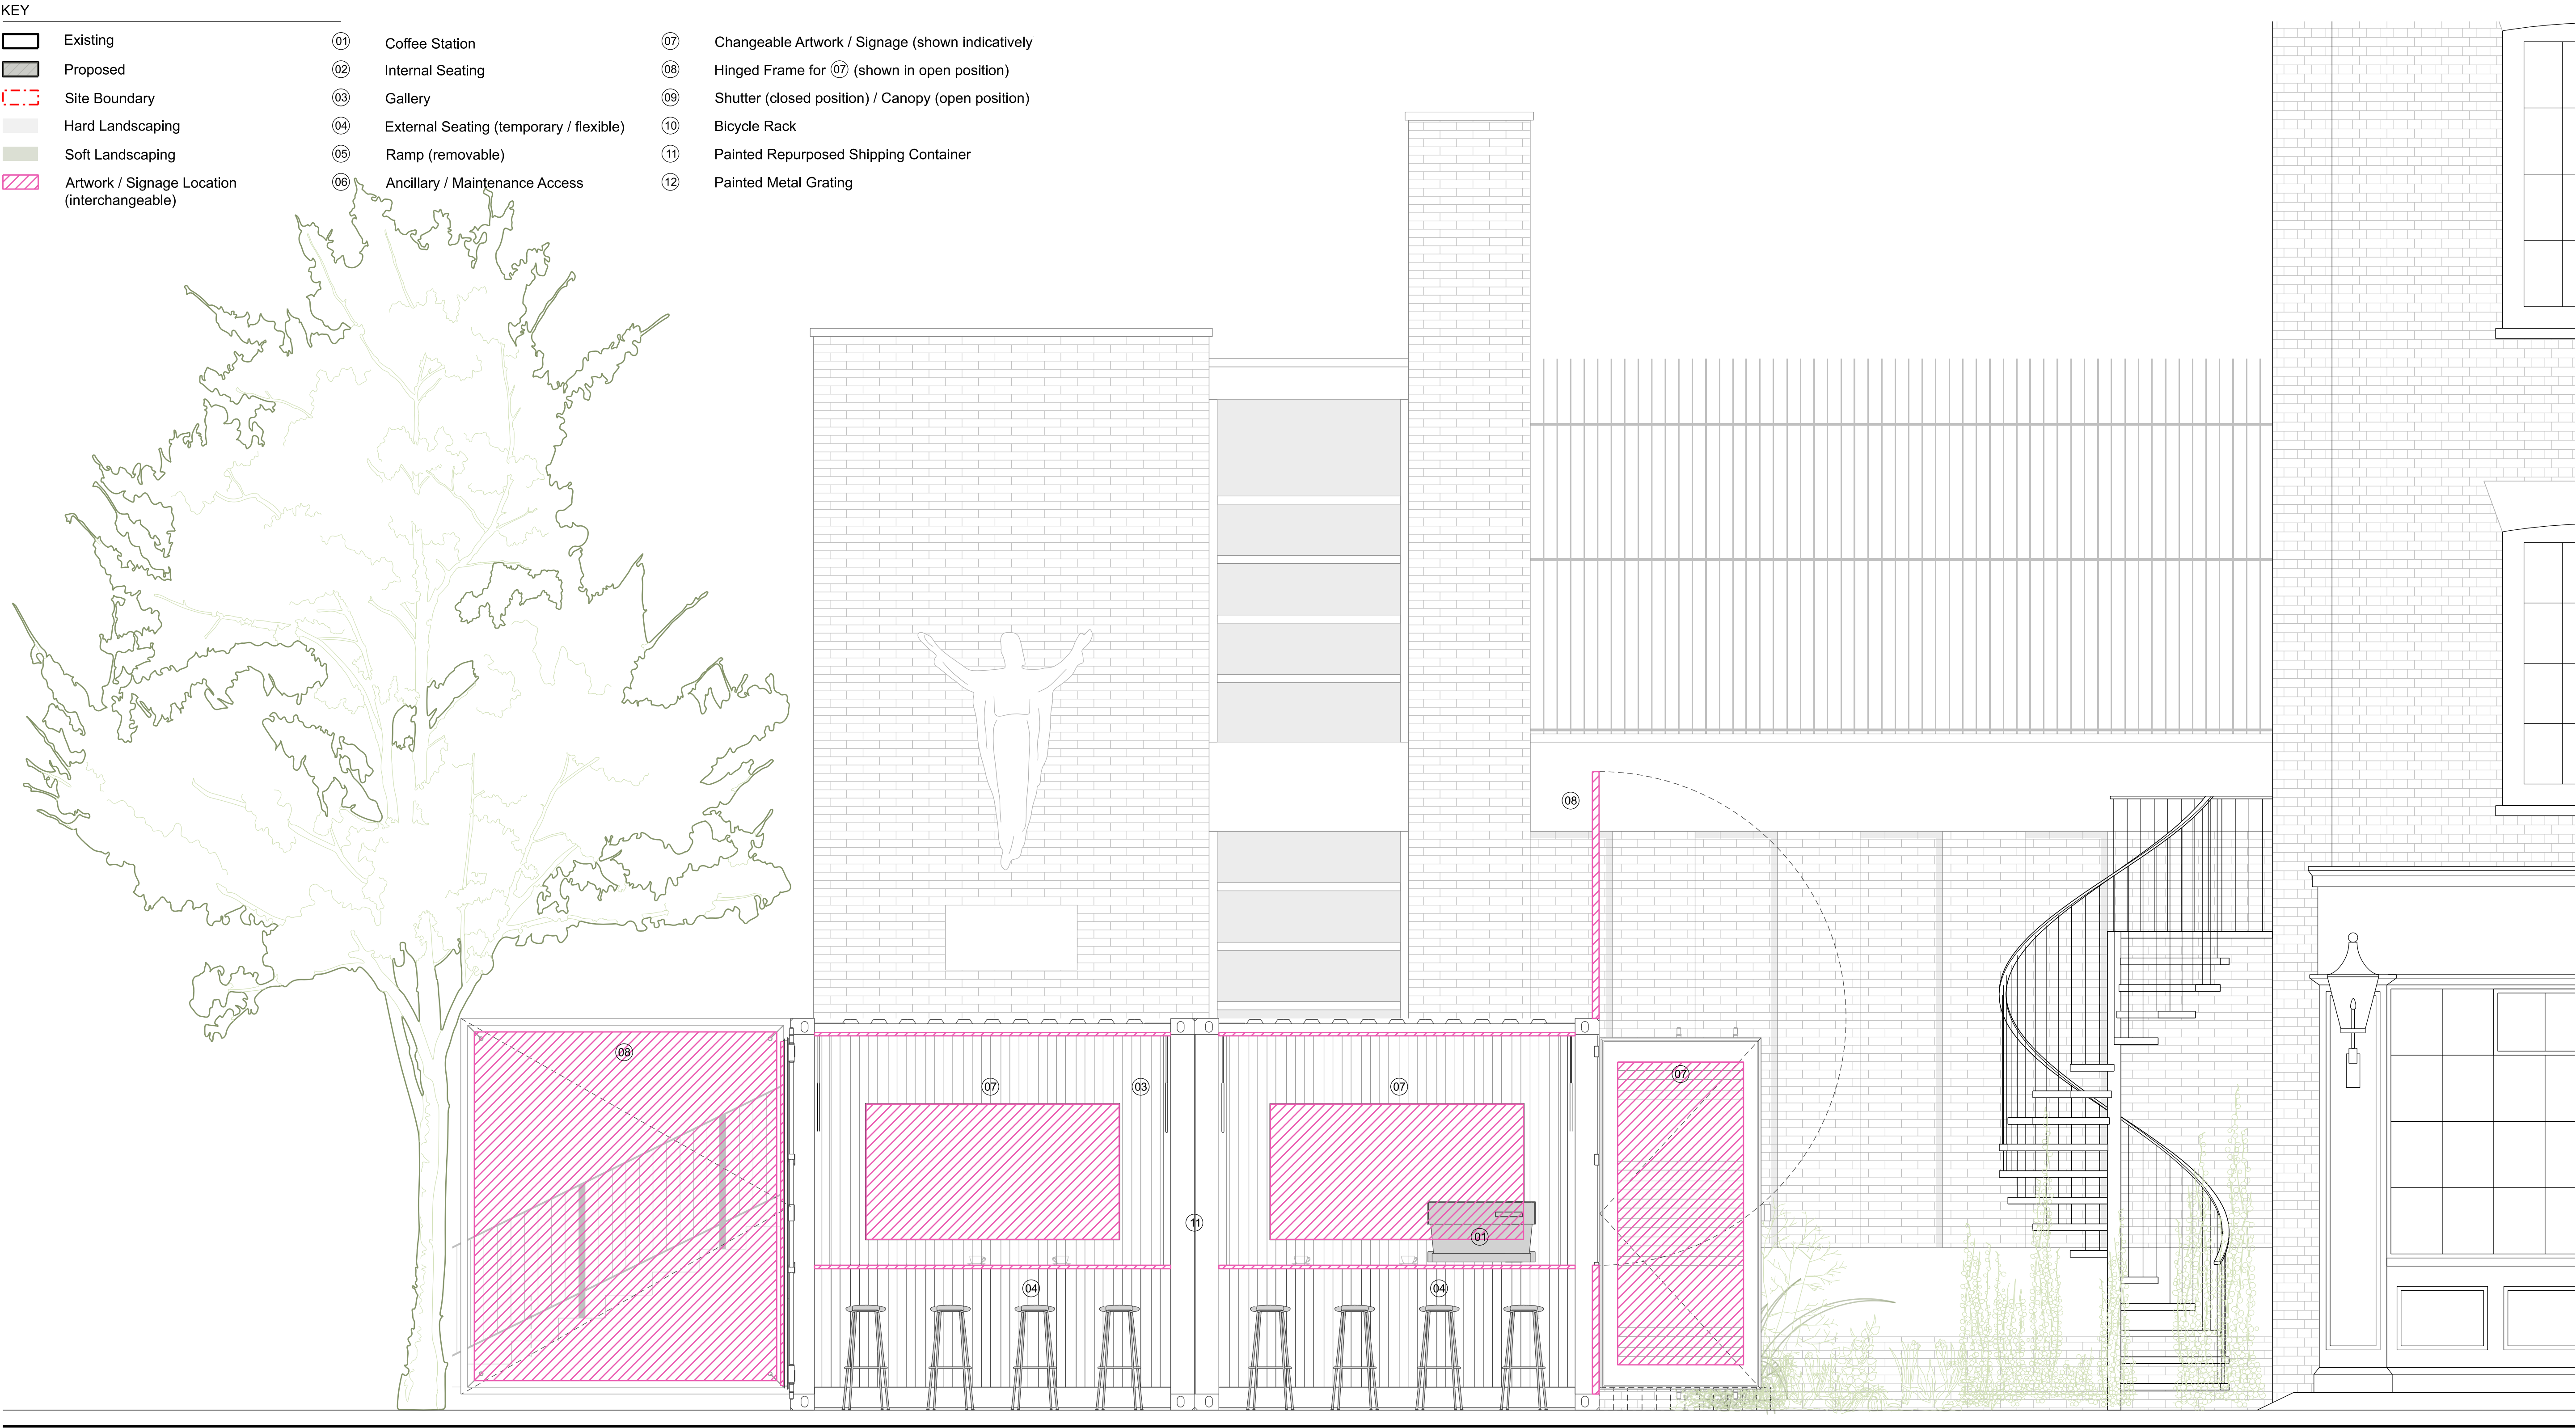 KEY
Existing
Proposed
Site Boundary
Hard Landscaping
Soft Landscaping
Artwork / Signage Location
(interchangeable)
01 Coffee Station
02 Internal Seating
03 Gallery
04 External Seating (temporary / flexible)
05 Ramp (removable)
06 Ancillary / Maintenance Access
07 Changeable Artwork / Signage (shown indicatively
08 Hinged Frame for 07 (shown in open position)
09 Shutter (closed position) / Canopy (open position)
10 Bicycle Rack
11 Painted Repurposed Shipping Container
12 Painted Metal Grating
08
08
07
03
07
07
11
01
04
04